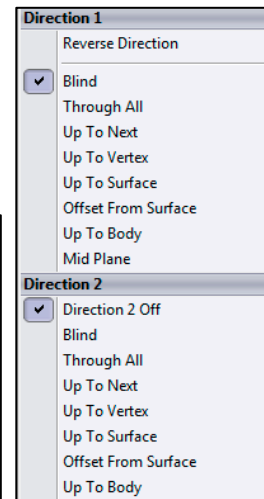 Direction 1
Reverse Direction
Blind
Through All
Up To Next
Up To Vertex
Up To Surface
Offset From Surface
Up To Body
Mid Plane
Direction 2
Direction 2 Off
Blind
Through All
Up To Next
Up To Vertex
Up To Surface
Offset From Surface
Up To Body